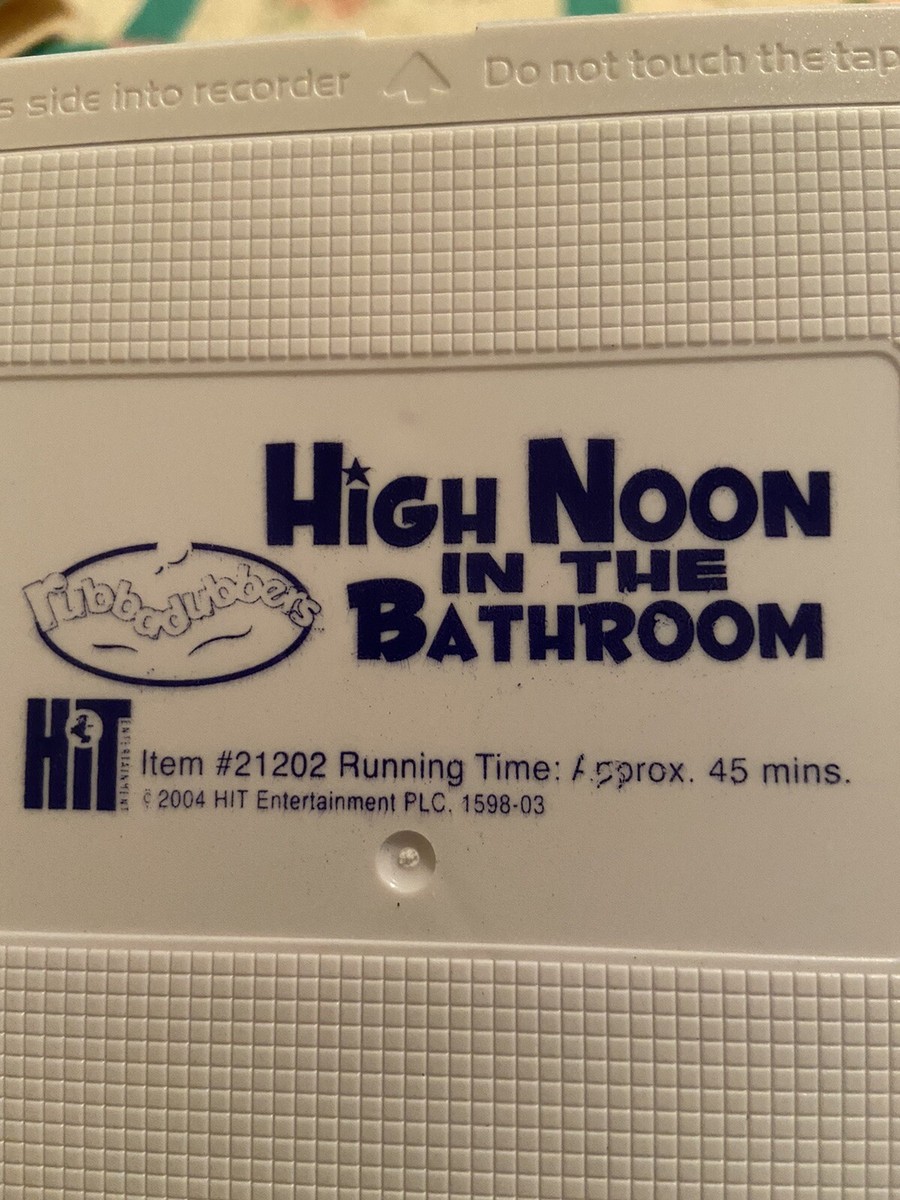 s side into recorder Do not touch the tap
HiGH NOON
IN THE
BATHROOM
rubbadubbers
HiT
ENTERTAINMENT
Item #21202 Running Time: Approx. 45 mins.
© 2004 HIT Entertainment PLC. 1598-03